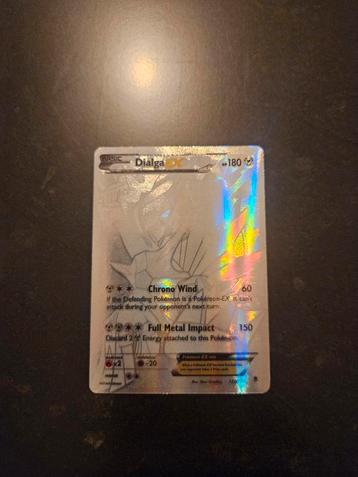 BASIC
DialgaEX
HP180
Chrono Wind 60
If the Defending Pokémon is a Pokémon-EX, it can't
attack during your opponent's next turn.
Full Metal Impact 150
Discard 2 Energy attached to this Pokémon.
×2
-20
Pokémon-EX rule